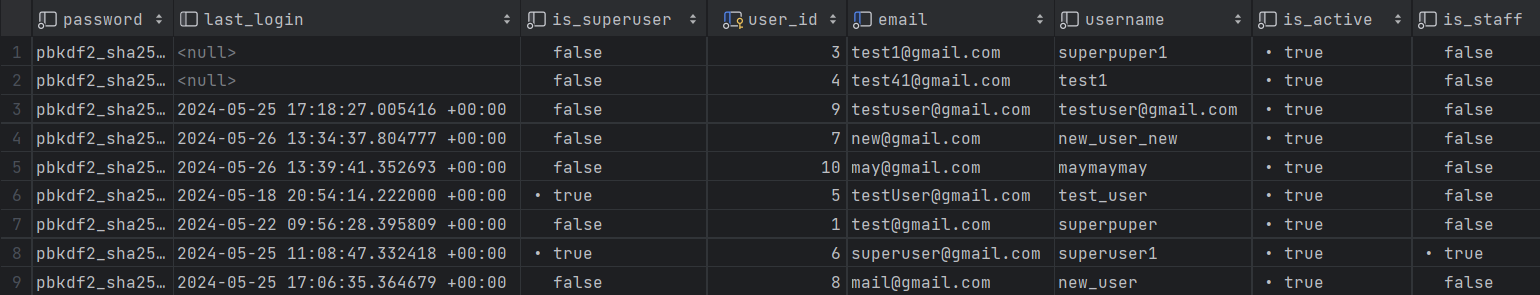 password last_login is_superuser user_id email username is_active is_staff
1 pbkdf2_sha25… <null> false 3 test1@gmail.com superpuper1 • true false
2 pbkdf2_sha25… <null> false 4 test41@gmail.com test1 • true false
3 pbkdf2_sha25… 2024-05-25 17:18:27.005416 +00:00 false 9 testuser@gmail.com testuser@gmail.com • true false
4 pbkdf2_sha25… 2024-05-26 13:34:37.804777 +00:00 false 7 new@gmail.com new_user_new • true false
5 pbkdf2_sha25… 2024-05-26 13:39:41.352693 +00:00 false 10 may@gmail.com maymaymay • true false
6 pbkdf2_sha25… 2024-05-18 20:54:14.222000 +00:00 • true 5 testUser@gmail.com test_user • true false
7 pbkdf2_sha25… 2024-05-22 09:56:28.395809 +00:00 false 1 test@gmail.com superpuper • true false
8 pbkdf2_sha25… 2024-05-25 11:08:47.332418 +00:00 • true 6 superuser@gmail.com superuser1 • true • true
9 pbkdf2_sha25… 2024-05-25 17:06:35.364679 +00:00 false 8 mail@gmail.com new_user • true false